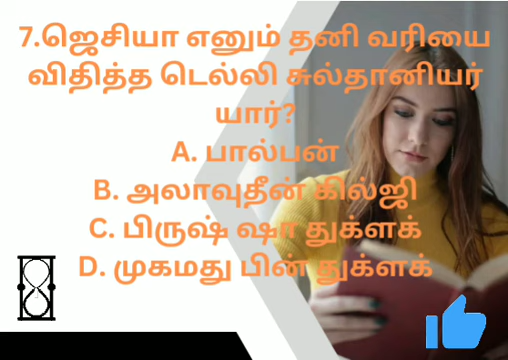 7.ஜெசியா எனும் தனி வரியை
விதித்த டெல்லி சுல்தானியர்
யார்?
A. பால்பன்
B. அலாவுதீன் கில்ஜி
C. பிருஷ் ஷா துக்ளக்
D. முகமது பின் துக்ளக்